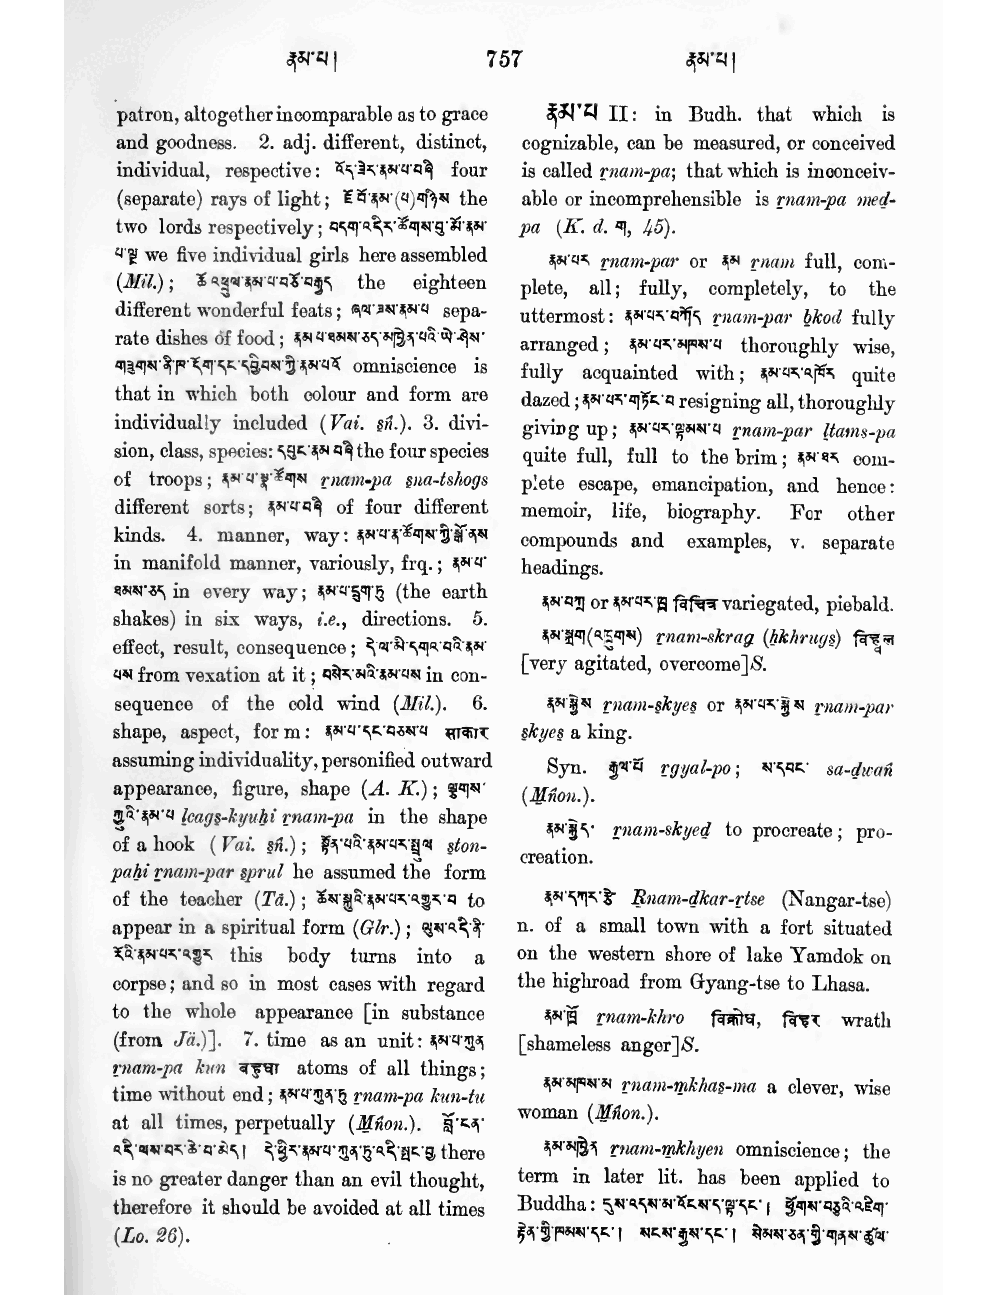 རྣམ་པ།
757
རྣམ་པ།
patron, altogether incomparable as to grace
and goodness. 2. adj. different, distinct,
individual, respective: འོད་ཟེར་རྣམ་པ་བཞི four
(separate) rays of light; ཇོ་བོ་རྣམ་(པ)གཉིས the
two lords respectively; བདག་འདིར་ཚོགས་བུ་མོ་རྣམ་
པ་ལྔ we five individual girls here assembled
(Mil.); ཆོ་འཕྲུལ་རྣམ་པ་བཅོ་བརྒྱད the eighteen
different wonderful feats; ཞལ་ཟས་རྣམ་པ sepa-
rate dishes of food; རྣམ་པ་ཐམས་ཅད་མཁྱེན་པའི་ཡེ་ཤེས་
གཟུགས་ནི་ཁ་དོག་དང་དབྱིབས་ཀྱི་རྣམ་པའོ omniscience is
that in which both colour and form are
individually included (Vai. sñ.). 3. divi-
sion, class, species: དཔུང་རྣམ་བཞི the four species
of troops; རྣམ་པ་སྣ་ཚོགས rnam-pa sna-tshogs
different sorts; རྣམ་པ་བཞི of four different
kinds. 4. manner, way: རྣམ་པ་སྣ་ཚོགས་ཀྱི་སྒོ་ནས
in manifold manner, variously, frq.; རྣམ་པ་
ཐམས་ཅད in every way; རྣམ་པ་དྲུག་ཏུ (the earth
shakes) in six ways, i.e., directions. 5.
effect, result, consequence; དེ་ལ་མི་དགའ་བའི་རྣམ་
པས from vexation at it; བསེར་མའི་རྣམ་པས in con-
sequence of the cold wind (Mil.). 6.
shape, aspect, form: རྣམ་པ་དང་བཅས་པ साकार
assuming individuality, personified outward
appearance, figure, shape (A. K.); ལྕགས་
ཀྱུའི་རྣམ་པ lcags-kyuḥi rnam-pa in the shape
of a hook (Vai. sñ.); སྟོན་པའི་རྣམ་པར་སྤྲུལ ston-
paḥi rnam-par sprul he assumed the form
of the teacher (Tā.); ཆོས་སྐུའི་རྣམ་པར་འགྱུར་བ to
appear in a spiritual form (Glr.); ལུས་འདི་ནི་
རོའི་རྣམ་པར་འགྱུར this body turns into a
corpse; and so in most cases with regard
to the whole appearance [in substance
(from Jä.)]. 7. time as an unit: རྣམ་པ་ཀུན
rnam-pa kun बहुधा atoms of all things;
time without end; རྣམ་པ་ཀུན་ཏུ rnam-pa kun-tu
at all times, perpetually (Mñon.). བློ་ངན་
འདི་ལས་བར་ཆེ་བ་མེད། དེ་ཕྱིར་རྣམ་པ་ཀུན་ཏུ་འདི་སྤང་བྱ there
is no greater danger than an evil thought,
therefore it should be avoided at all times
(Lo. 26).
རྣམ་པ II: in Budh. that which is
cognizable, can be measured, or conceived
is called rnam-pa; that which is inconceiv-
able or incomprehensible is rnam-pa med-
pa (K. d. ག, 45).
རྣམ་པར rnam-par or རྣམ rnam full, com-
plete, all; fully, completely, to the
uttermost: རྣམ་པར་བཀོད rnam-par bkod fully
arranged; རྣམ་པར་མཁས་པ thoroughly wise,
fully acquainted with; རྣམ་པར་འཁོར quite
dazed; རྣམ་པར་གཏོང་བ resigning all, thoroughly
giving up; རྣམ་པར་ལྟམས་པ rnam-par ltams-pa
quite full, full to the brim; རྣམ་ཐར com-
plete escape, emancipation, and hence:
memoir, life, biography. For other
compounds and examples, v. separate
headings.
རྣམ་བཀྲ or རྣམ་པར་བཀྲ विचित्र variegated, piebald.
རྣམ་སྐྲག(འཁྲུགས) rnam-skrag (ḥkhrugs) विह्वल
[very agitated, overcome]S.
རྣམ་སྐྱེས rnam-skyes or རྣམ་པར་སྐྱེས rnam-par
skyes a king.
Syn. རྒྱལ་པོ rgyal-po; ས་དབང་ sa-dwañ
(Mñon.).
རྣམ་སྐྱེད་ rnam-skyed to procreate; pro-
creation.
རྣམ་དཀར་རྩེ Rnam-dkar-rtse (Nangar-tse)
n. of a small town with a fort situated
on the western shore of lake Yamdok on
the highroad from Gyang-tse to Lhasa.
རྣམ་ཁྲོ rnam-khro विक्रोध, विहर wrath
[shameless anger]S.
རྣམ་མཁས་མ rnam-mkhas-ma a clever, wise
woman (Mñon.).
རྣམ་མཁྱེན rnam-mkhyen omniscience; the
term in later lit. has been applied to
Buddha: དུས་འདས་མ་འོངས་ད་ལྟ་དང་། ཕྱོགས་བཅུའི་འཇིག་
རྟེན་གྱི་ཁམས་དང་། སངས་རྒྱས་དང་། སེམས་ཅན་གྱི་གནས་ཚུལ་